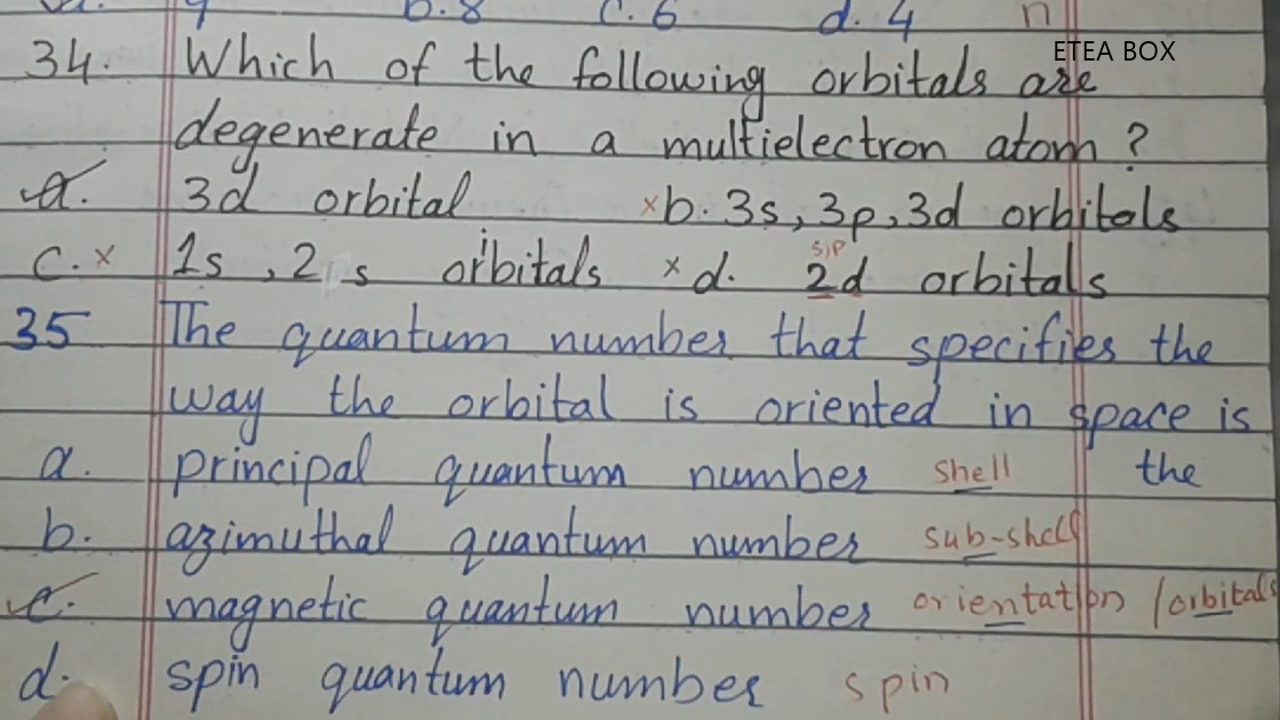 9 b. 8 c. 6 d. 4 n
ETEA BOX
34. Which of the following orbitals are
degenerate in a multielectron atom ?
a. 3d orbital ×b. 3s, 3p, 3d orbitals
s,p
c. × 1s , 2 s orbitals × d. 2d orbitals
35 The quantum number that specifies the
way the orbital is oriented in space is
a. principal quantum number shell the
b. azimuthal quantum number sub-shell
c. magnetic quantum number orientation /orbitals
d. spin quantum number spin